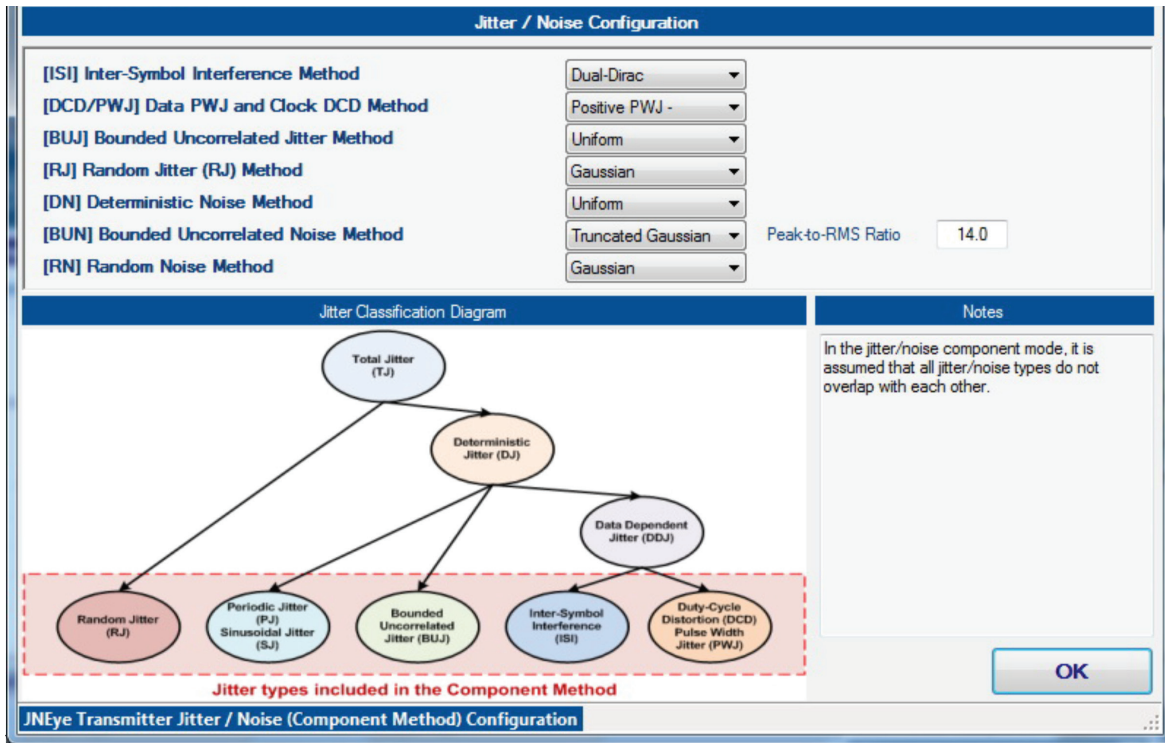 Jitter / Noise Configuration
[ISI] Inter-Symbol Interference Method Dual-Dirac
[DCD/PWJ] Data PWJ and Clock DCD Method Positive PWJ -
[BUJ] Bounded Uncorrelated Jitter Method Uniform
[RJ] Random Jitter (RJ) Method Gaussian
[DN] Deterministic Noise Method Uniform
[BUN] Bounded Uncorrelated Noise Method Truncated Gaussian Peak-to-RMS Ratio 14.0
[RN] Random Noise Method Gaussian
Jitter Classification Diagram
Total Jitter
(TJ)
Deterministic
Jitter (DJ)
Data Dependent
Jitter (DDJ)
Random Jitter
(RJ)
Periodic Jitter
(PJ)
Sinusoidal Jitter
(SJ)
Bounded
Uncorrelated
Jitter (BUJ)
Inter-Symbol
Interference
(ISI)
Duty-Cycle
Distortion (DCD)
Pulse Width
Jitter (PWJ)
Jitter types included in the Component Method
Notes
In the jitter/noise component mode, it is
assumed that all jitter/noise types do not
overlap with each other.
OK
JNEye Transmitter Jitter / Noise (Component Method) Configuration